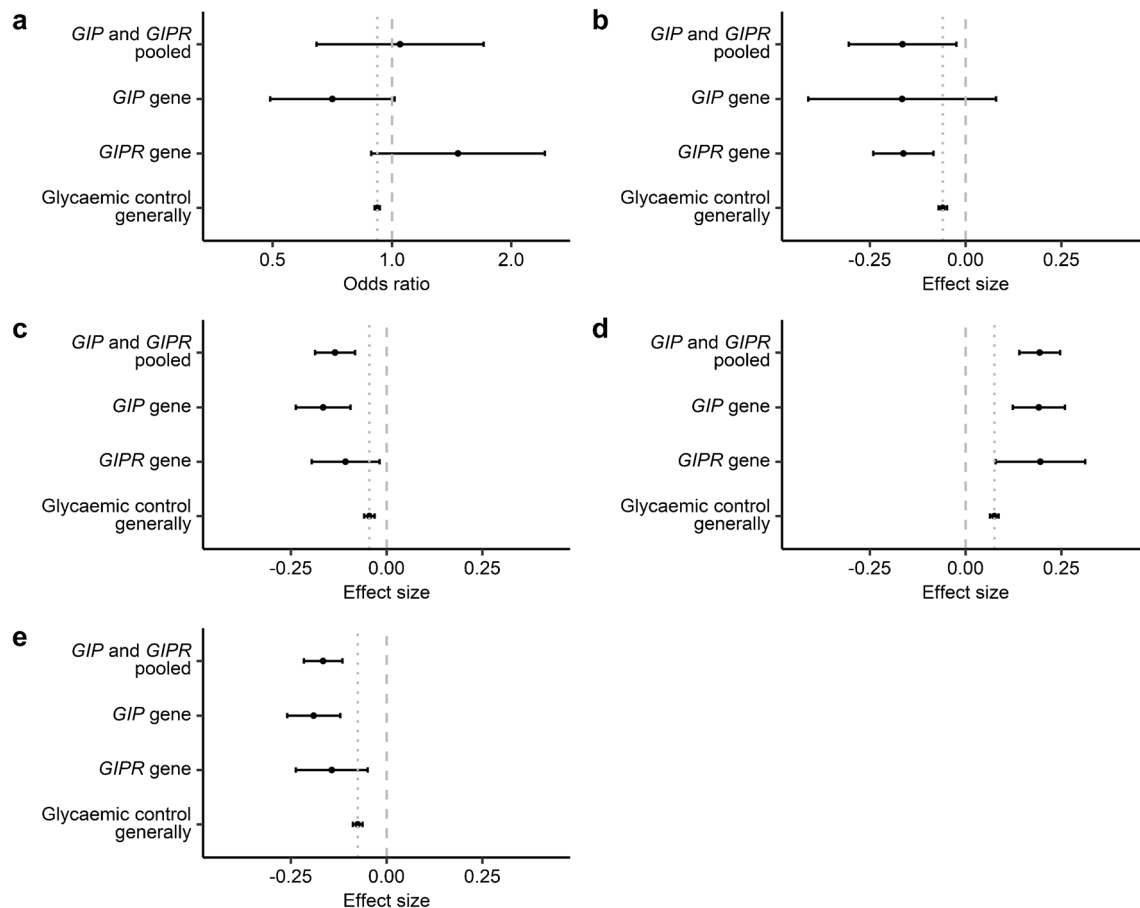 a
GIP and GIPR
pooled
GIP gene
GIPR gene
Glycaemic control
generally
0.5
1.0
2.0
Odds ratio
b
GIP and GIPR
pooled
GIP gene
GIPR gene
Glycaemic control
generally
-0.25
0.00
0.25
Effect size
c
GIP and GIPR
pooled
GIP gene
GIPR gene
Glycaemic control
generally
-0.25
0.00
0.25
Effect size
d
GIP and GIPR
pooled
GIP gene
GIPR gene
Glycaemic control
generally
-0.25
0.00
0.25
Effect size
e
GIP and GIPR
pooled
GIP gene
GIPR gene
Glycaemic control
generally
-0.25
0.00
0.25
Effect size